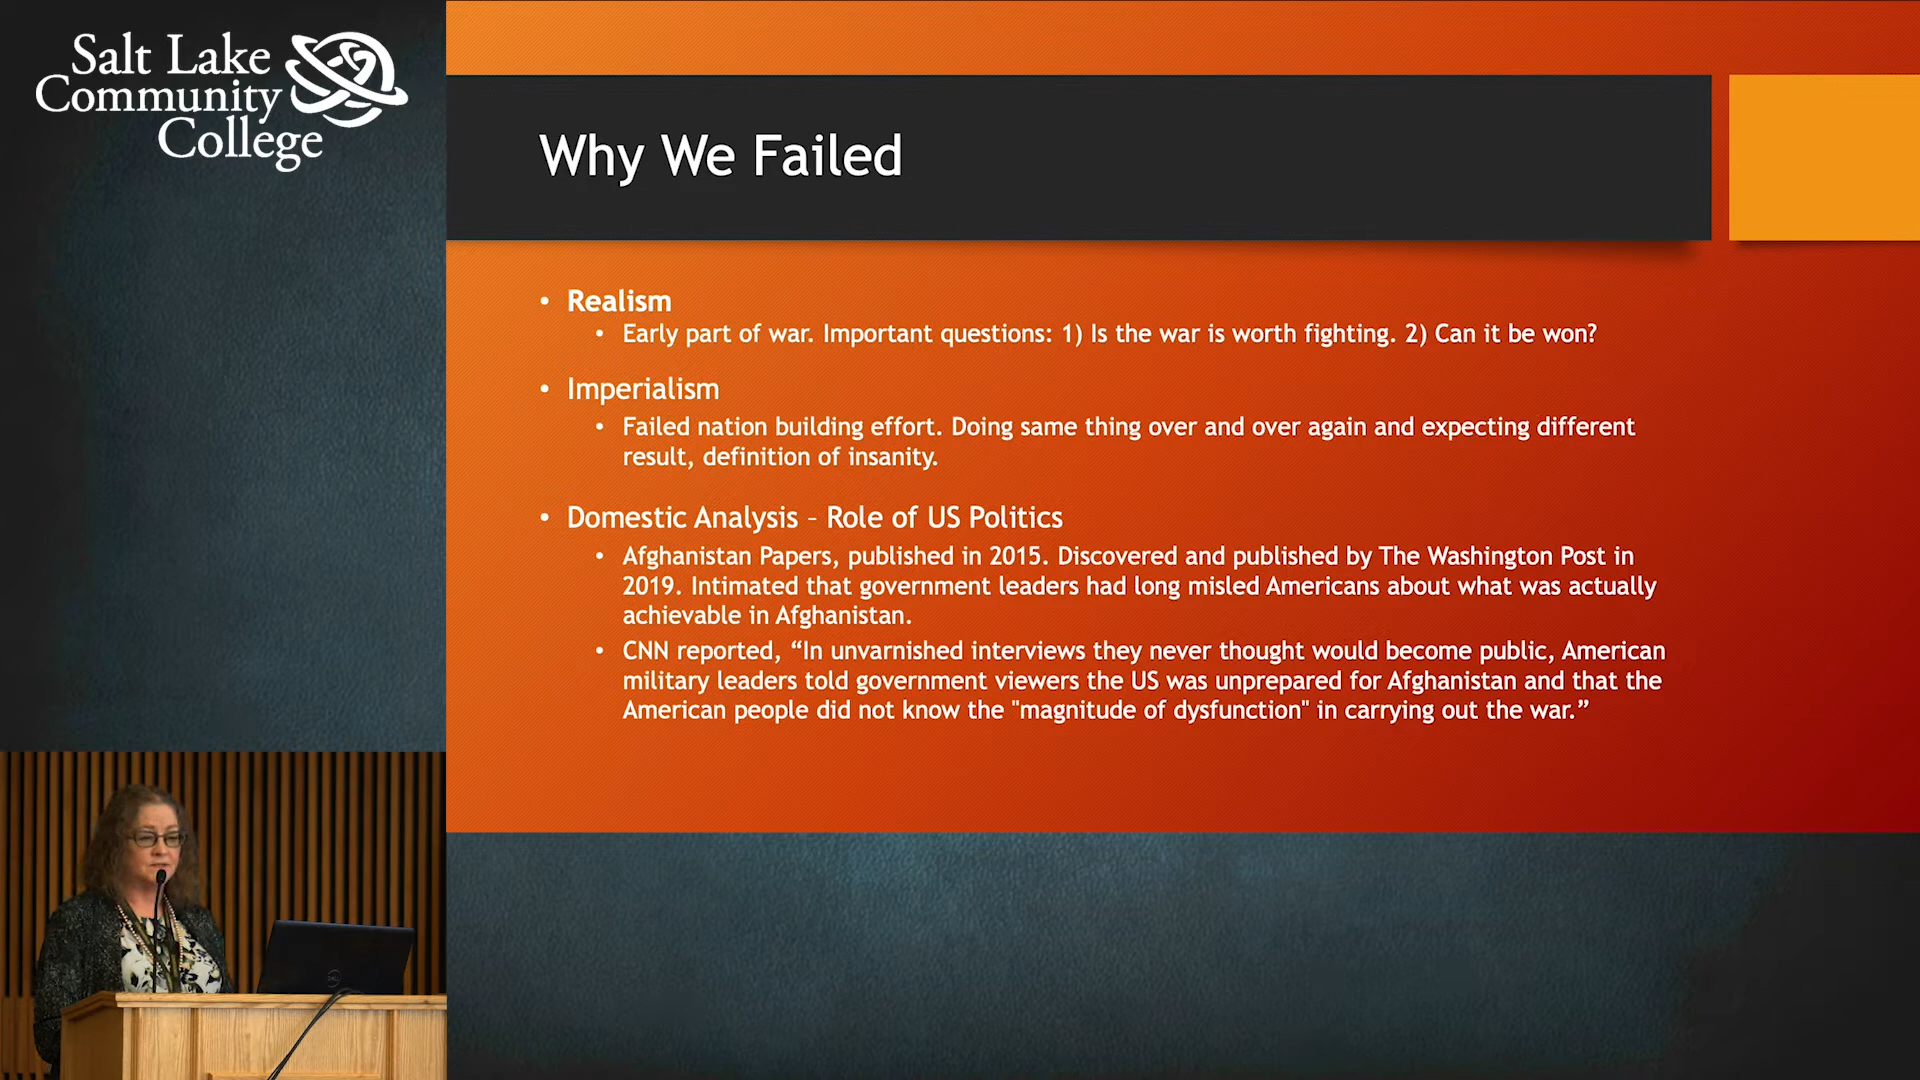 Salt Lake
Community
College
Why We Failed
• Realism
• Early part of war. Important questions: 1) Is the war is worth fighting. 2) Can it be won?
• Imperialism
• Failed nation building effort. Doing same thing over and over again and expecting different
result, definition of insanity.
• Domestic Analysis – Role of US Politics
• Afghanistan Papers, published in 2015. Discovered and published by The Washington Post in
2019. Intimated that government leaders had long misled Americans about what was actually
achievable in Afghanistan.
• CNN reported, “In unvarnished interviews they never thought would become public, American
military leaders told government viewers the US was unprepared for Afghanistan and that the
American people did not know the "magnitude of dysfunction" in carrying out the war.”
DELL